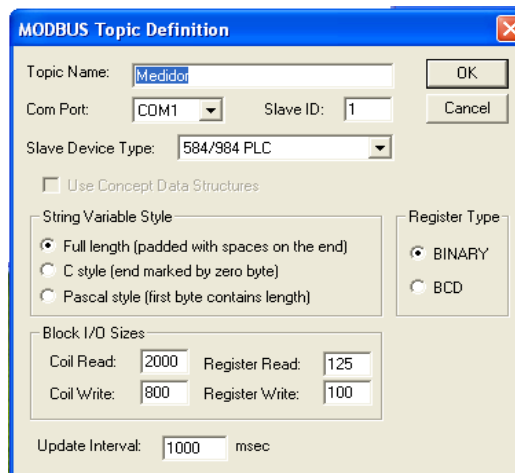 MODBUS Topic Definition
Topic Name: Medidor OK
Com Port: COM1 Slave ID: 1 Cancel
Slave Device Type: 584/984 PLC
Use Concept Data Structures
String Variable Style Register Type
Full length (padded with spaces on the end) BINARY
C style (end marked by zero byte)
Pascal style (first byte contains length) BCD
Block I/O Sizes
Coil Read: 2000 Register Read: 125
Coil Write: 800 Register Write: 100
Update Interval: 1000 msec